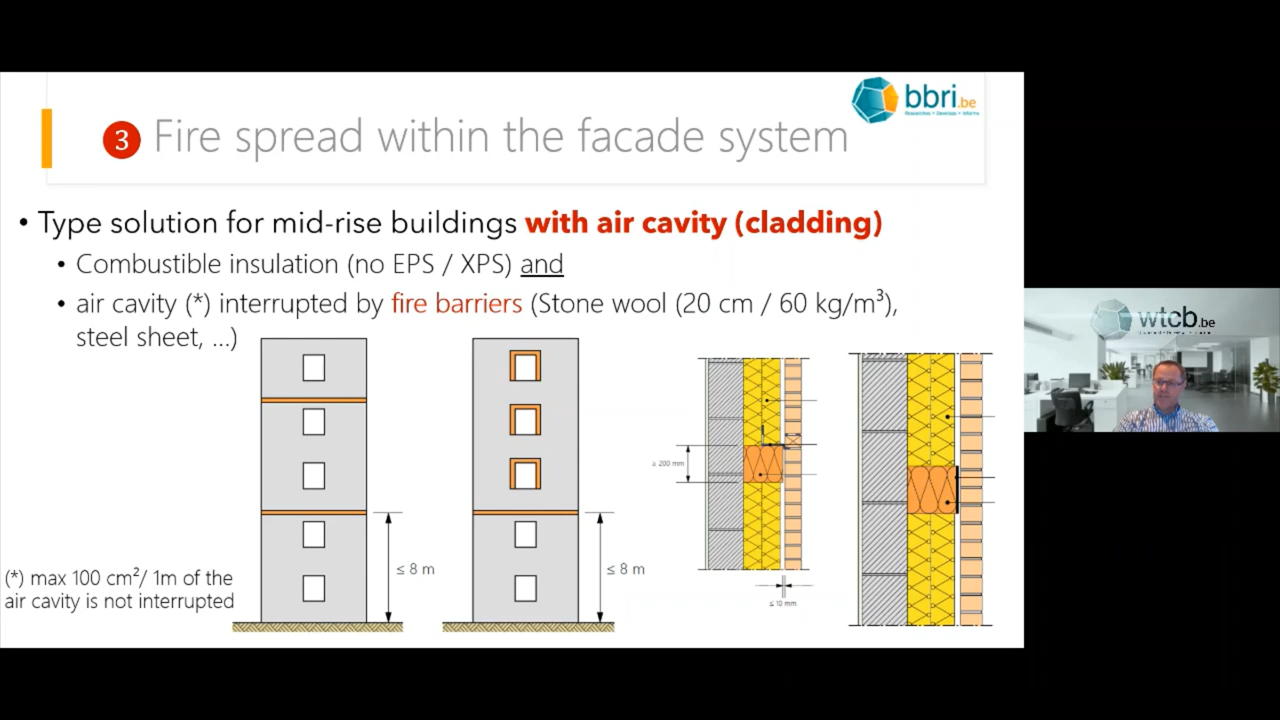 bbri.be
3 Fire spread within the facade system
• Type solution for mid-rise buildings with air cavity (cladding)
• Combustible insulation (no EPS / XPS) and
• air cavity (*) interrupted by fire barriers (Stone wool (20 cm / 60 kg/m³),
steel sheet, ...)
≥ 200 mm
≤ 8 m
≤ 8 m
≤ 10 mm
(*) max 100 cm²/ 1m of the
air cavity is not interrupted
wtcb.be